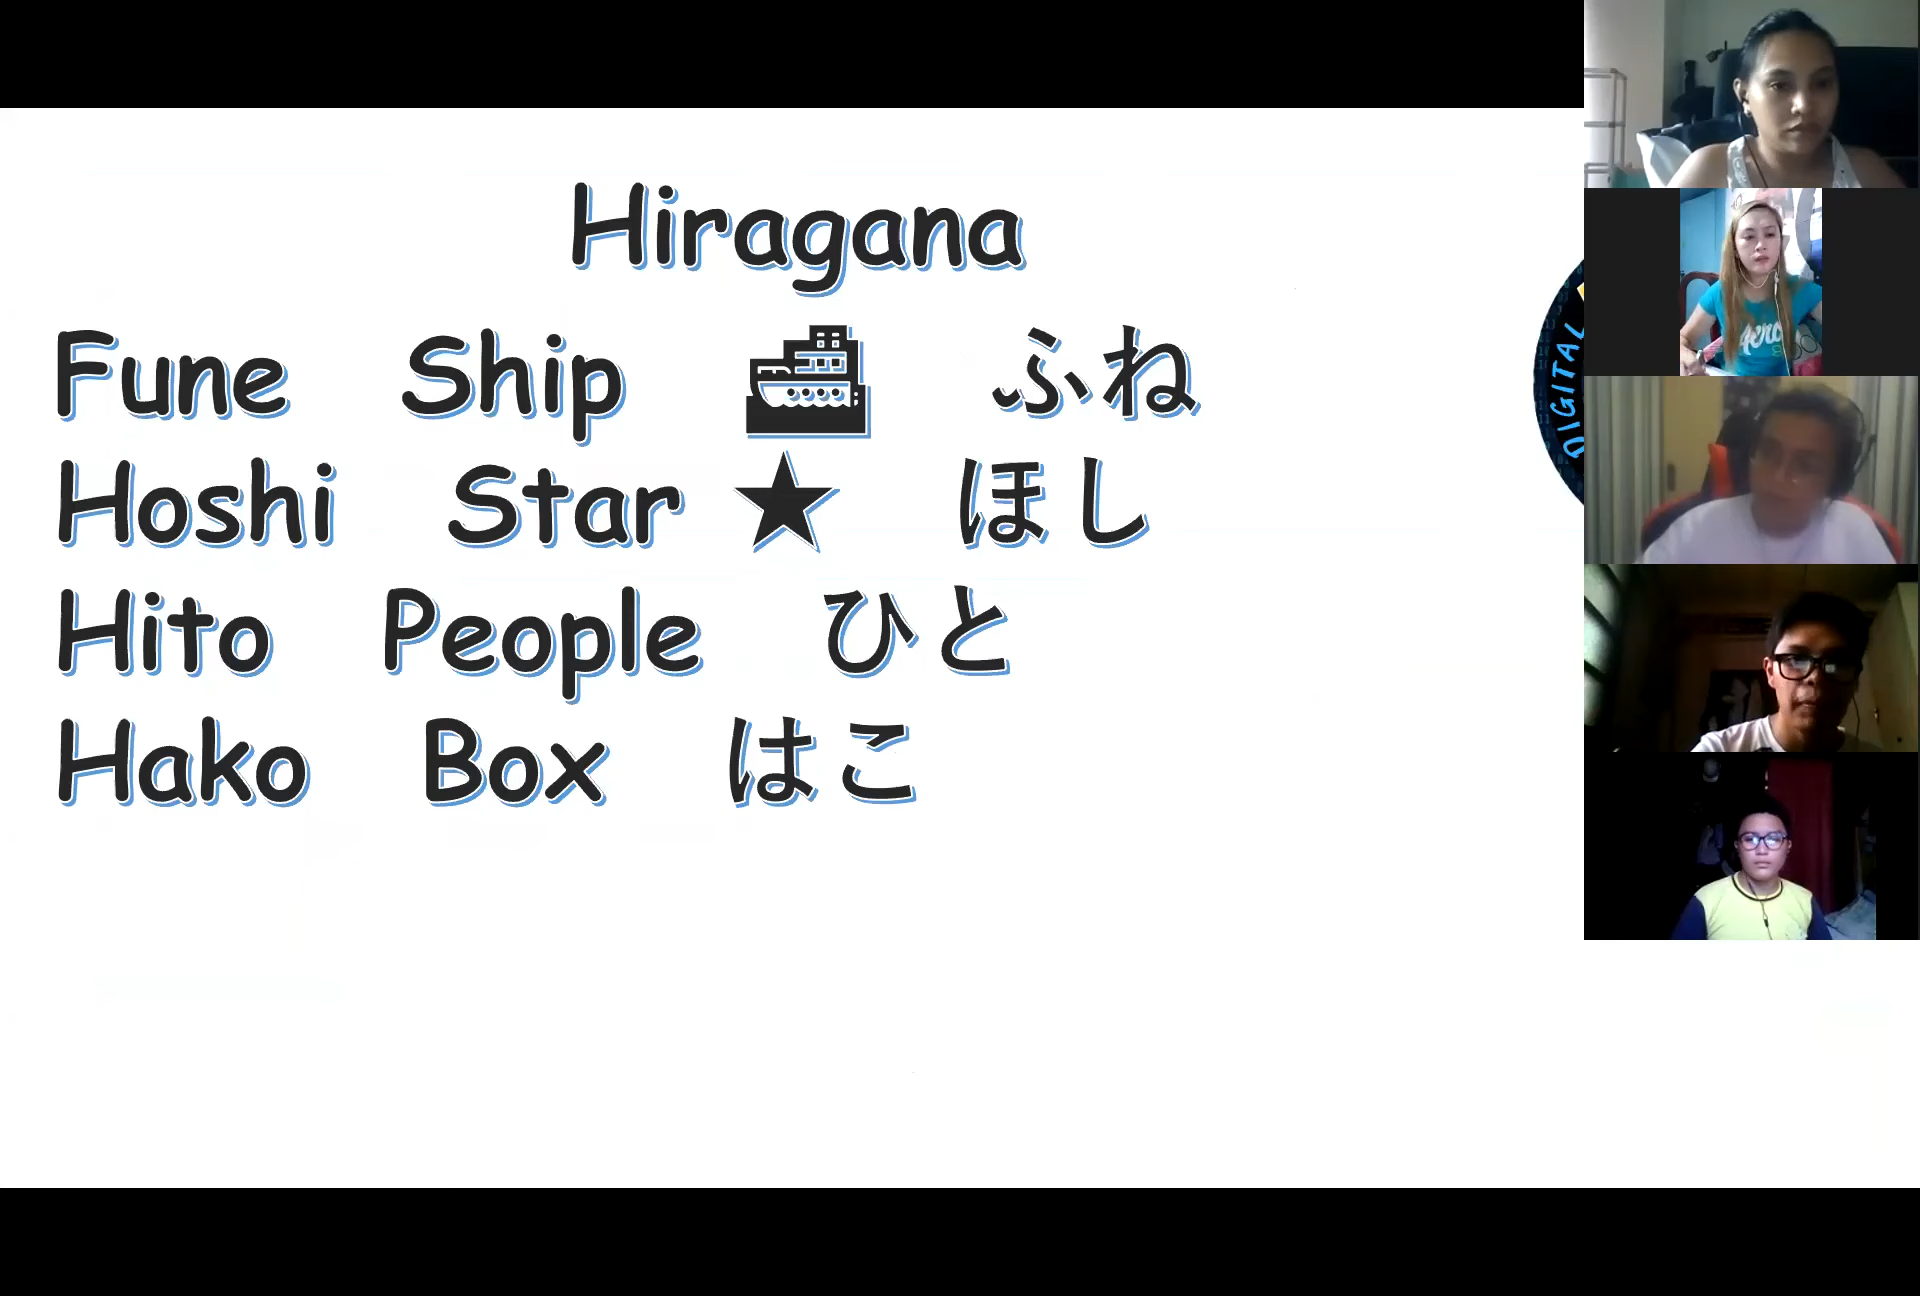 Hiragana
Fune Ship ふね
Hoshi Star ★ ほし
Hito People ひと
Hako Box はこ
DIGITAL